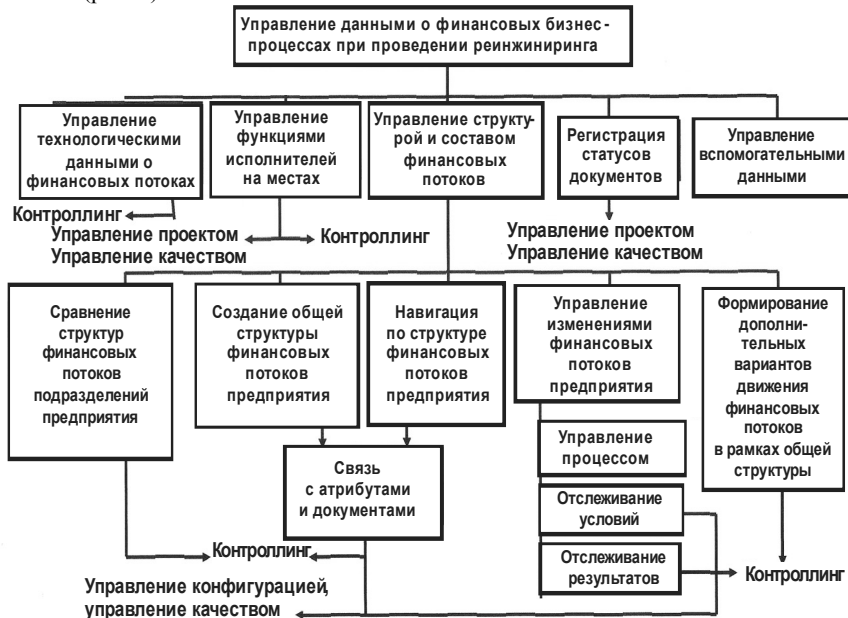 Управление данными о финансовых бизнес-
процессах при проведении реинжиниринга
Управление
технологическими
данными о
финансовых потоках
Управление
функциями
исполнителей
на местах
Управление структу-
рой и составом
финансовых
потоков
Регистрация
статусов
документов
Управление
вспомогательными
данными
Контроллинг
Управление проектом
Управление качеством
Контроллинг
Управление проектом
Управление качеством
Сравнение
структур
финансовых
потоков
подразделений
предприятия
Создание общей
структуры
финансовых
потоков
предприятия
Навигация
по структуре
финансовых
потоков
предприятия
Управление
изменениями
финансовых
потоков
предприятия
Формирование
дополни-
тельных
вариантов
движения
финансовых
потоков
в рамках общей
структуры
Управление
процессом
Связь
с атрибутами
и документами
Отслеживание
условий
Отслеживание
результатов
Контроллинг
Контроллинг
Управление конфигурацией,
управление качеством